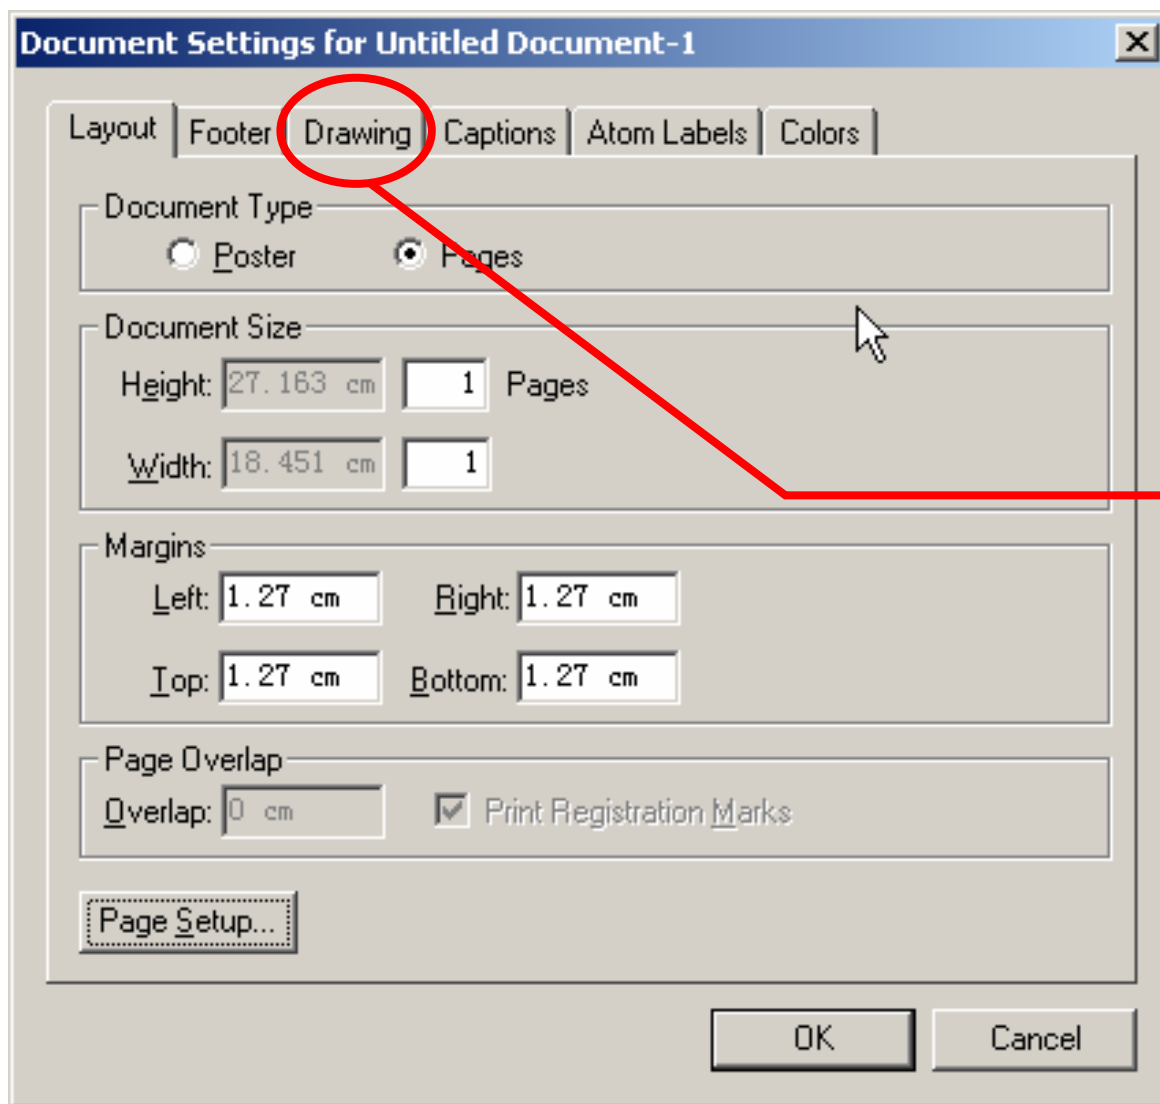 Document Settings for Untitled Document-1
Layout Footer Drawing Captions Atom Labels Colors
Document Type
Poster Pages
Document Size
Height: 27.163 cm 1 Pages
Width: 18.451 cm 1
Margins
Left: 1.27 cm Right: 1.27 cm
Top: 1.27 cm Bottom: 1.27 cm
Page Overlap
Overlap: 0 cm Print Registration Marks
Page Setup...
OK Cancel